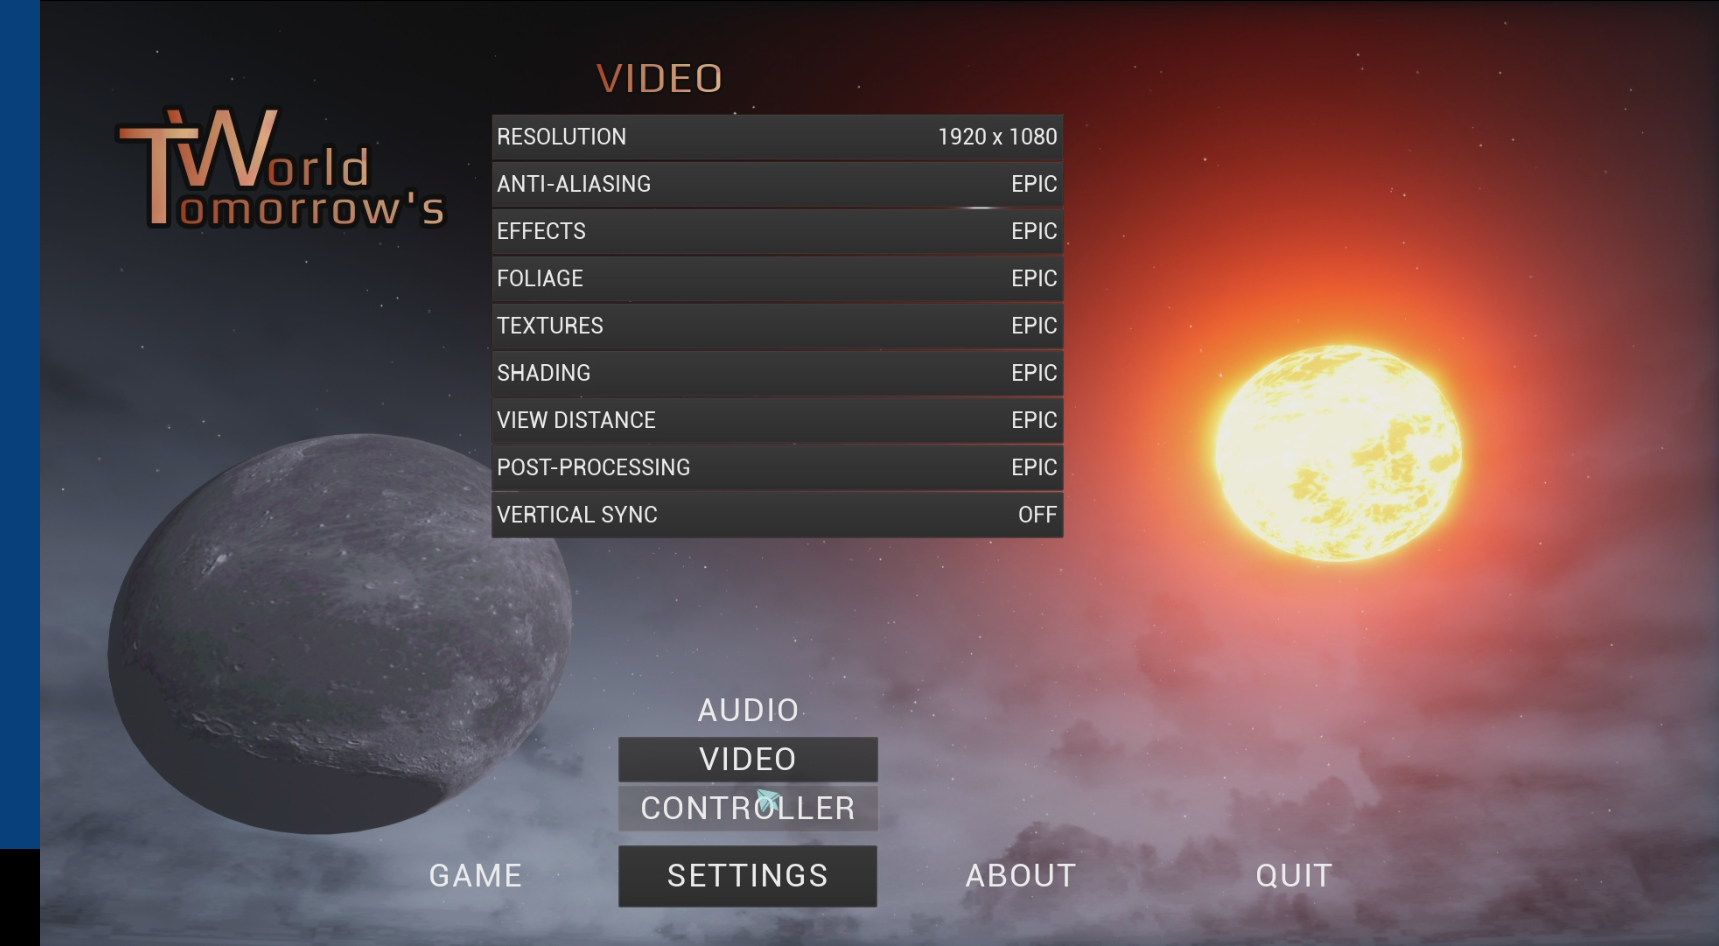 VIDEO
World
Tomorrow's
RESOLUTION 1920 x 1080
ANTI-ALIASING EPIC
EFFECTS EPIC
FOLIAGE EPIC
TEXTURES EPIC
SHADING EPIC
VIEW DISTANCE EPIC
POST-PROCESSING EPIC
VERTICAL SYNC OFF
AUDIO
VIDEO
CONTROLLER
GAME SETTINGS ABOUT QUIT